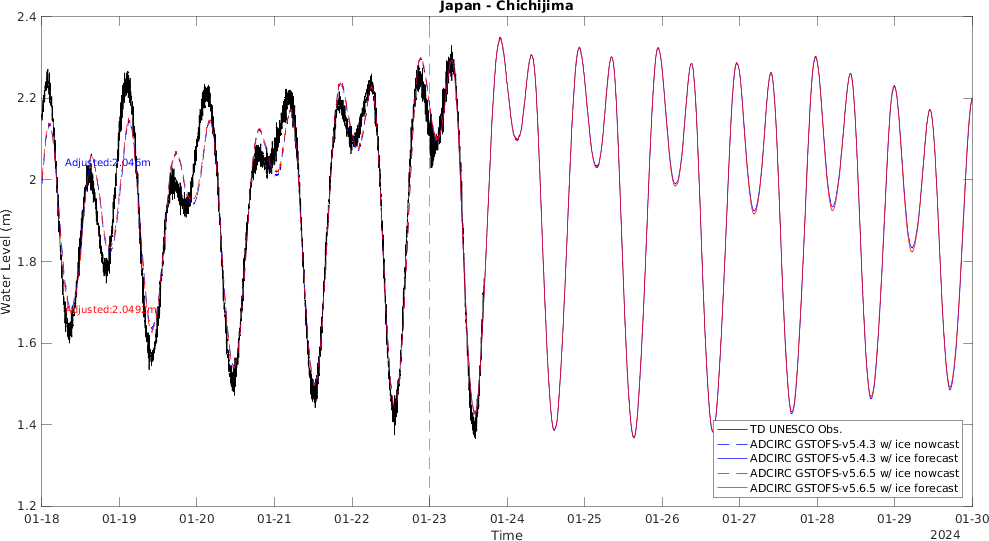 Japan - Chichijima
Water Level (m)
2.4
2.2
2
1.8
1.6
1.4
1.2
Adjusted:2.046m
Adjusted:2.0492m
TD UNESCO Obs.
ADCIRC GSTOFS-v5.4.3 w/ ice nowcast
ADCIRC GSTOFS-v5.4.3 w/ ice forecast
ADCIRC GSTOFS-v5.6.5 w/ ice nowcast
ADCIRC GSTOFS-v5.6.5 w/ ice forecast
01-18 01-19 01-20 01-21 01-22 01-23 01-24 01-25 01-26 01-27 01-28 01-29 01-30
Time
2024